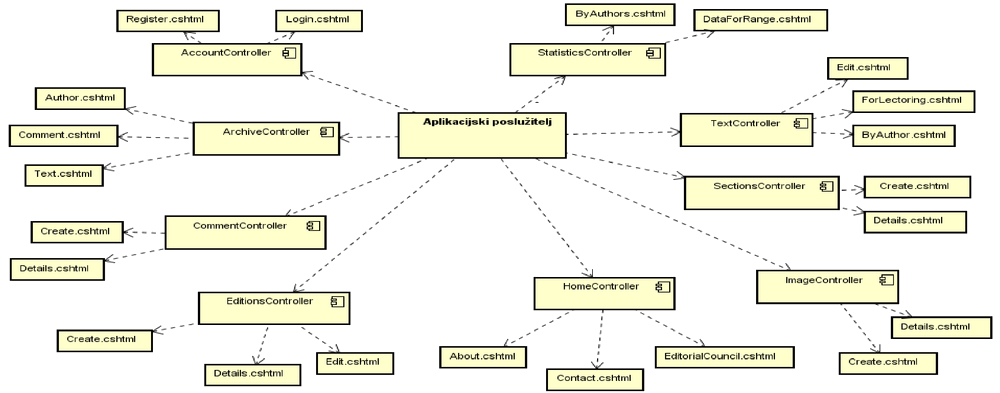 Register.cshtml
Login.cshtml
AccountController
ByAuthors.cshtml
DataForRange.cshtml
StatisticsController
Edit.cshtml
ForLectoring.cshtml
ByAuthor.cshtml
TextController
Author.cshtml
Comment.cshtml
Text.cshtml
ArchiveController
Aplikacijski poslužitelj
SectionsController
Create.cshtml
Details.cshtml
CommentController
Create.cshtml
Details.cshtml
EditionsController
Create.cshtml
Details.cshtml
Edit.cshtml
HomeController
About.cshtml
Contact.cshtml
EditorialCouncil.cshtml
ImageController
Details.cshtml
Create.cshtml